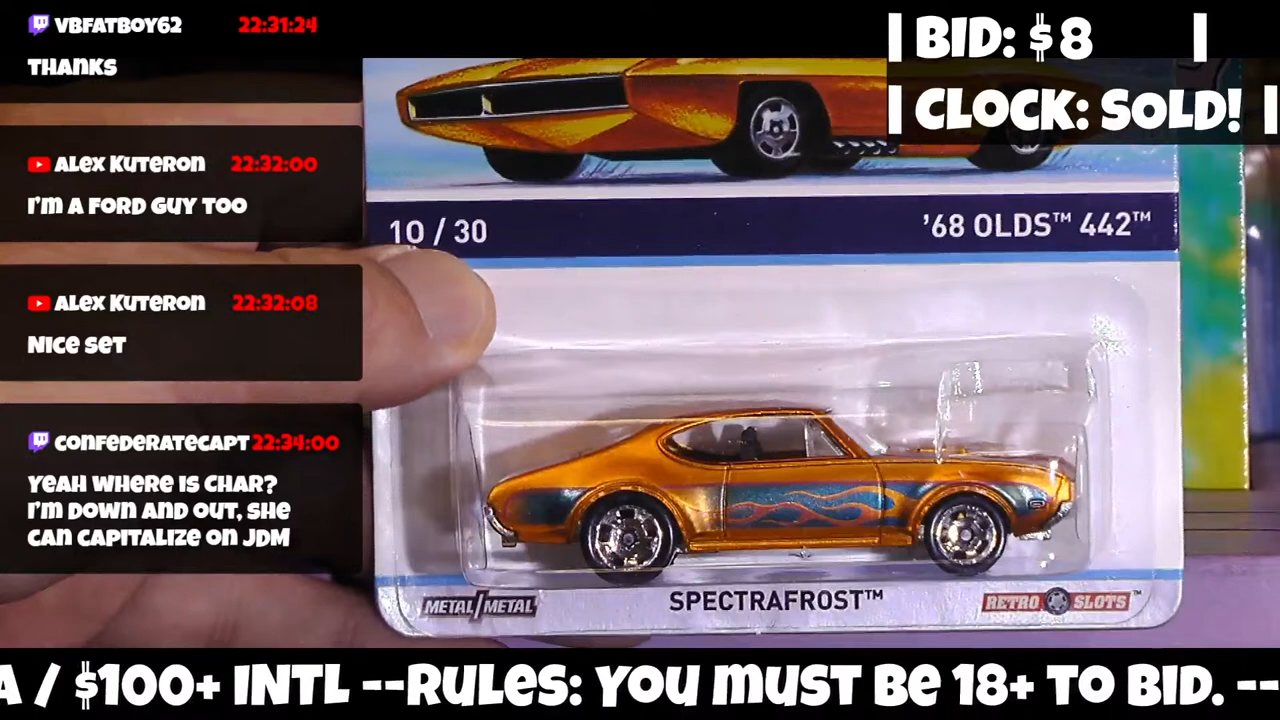 VBFATBOY62 22:31:24
THANKS
ALEX KUTERON 22:32:00
I'M A FORD GUY TOO
ALEX KUTERON 22:32:08
NICE SET
CONFEDERATECAPT 22:34:00
YEAH WHERE IS CHAR?
I'M DOWN AND OUT, SHE
CAN CAPITALIZE ON JDM
| BID: $8 |
| CLOCK: SOLD! |
10 / 30
'68 OLDS™ 442™
METAL/METAL
SPECTRAFROST™
RETRO SLOTS™
A / $100+ INTL --RULES: YOU MUST BE 18+ TO BID. --